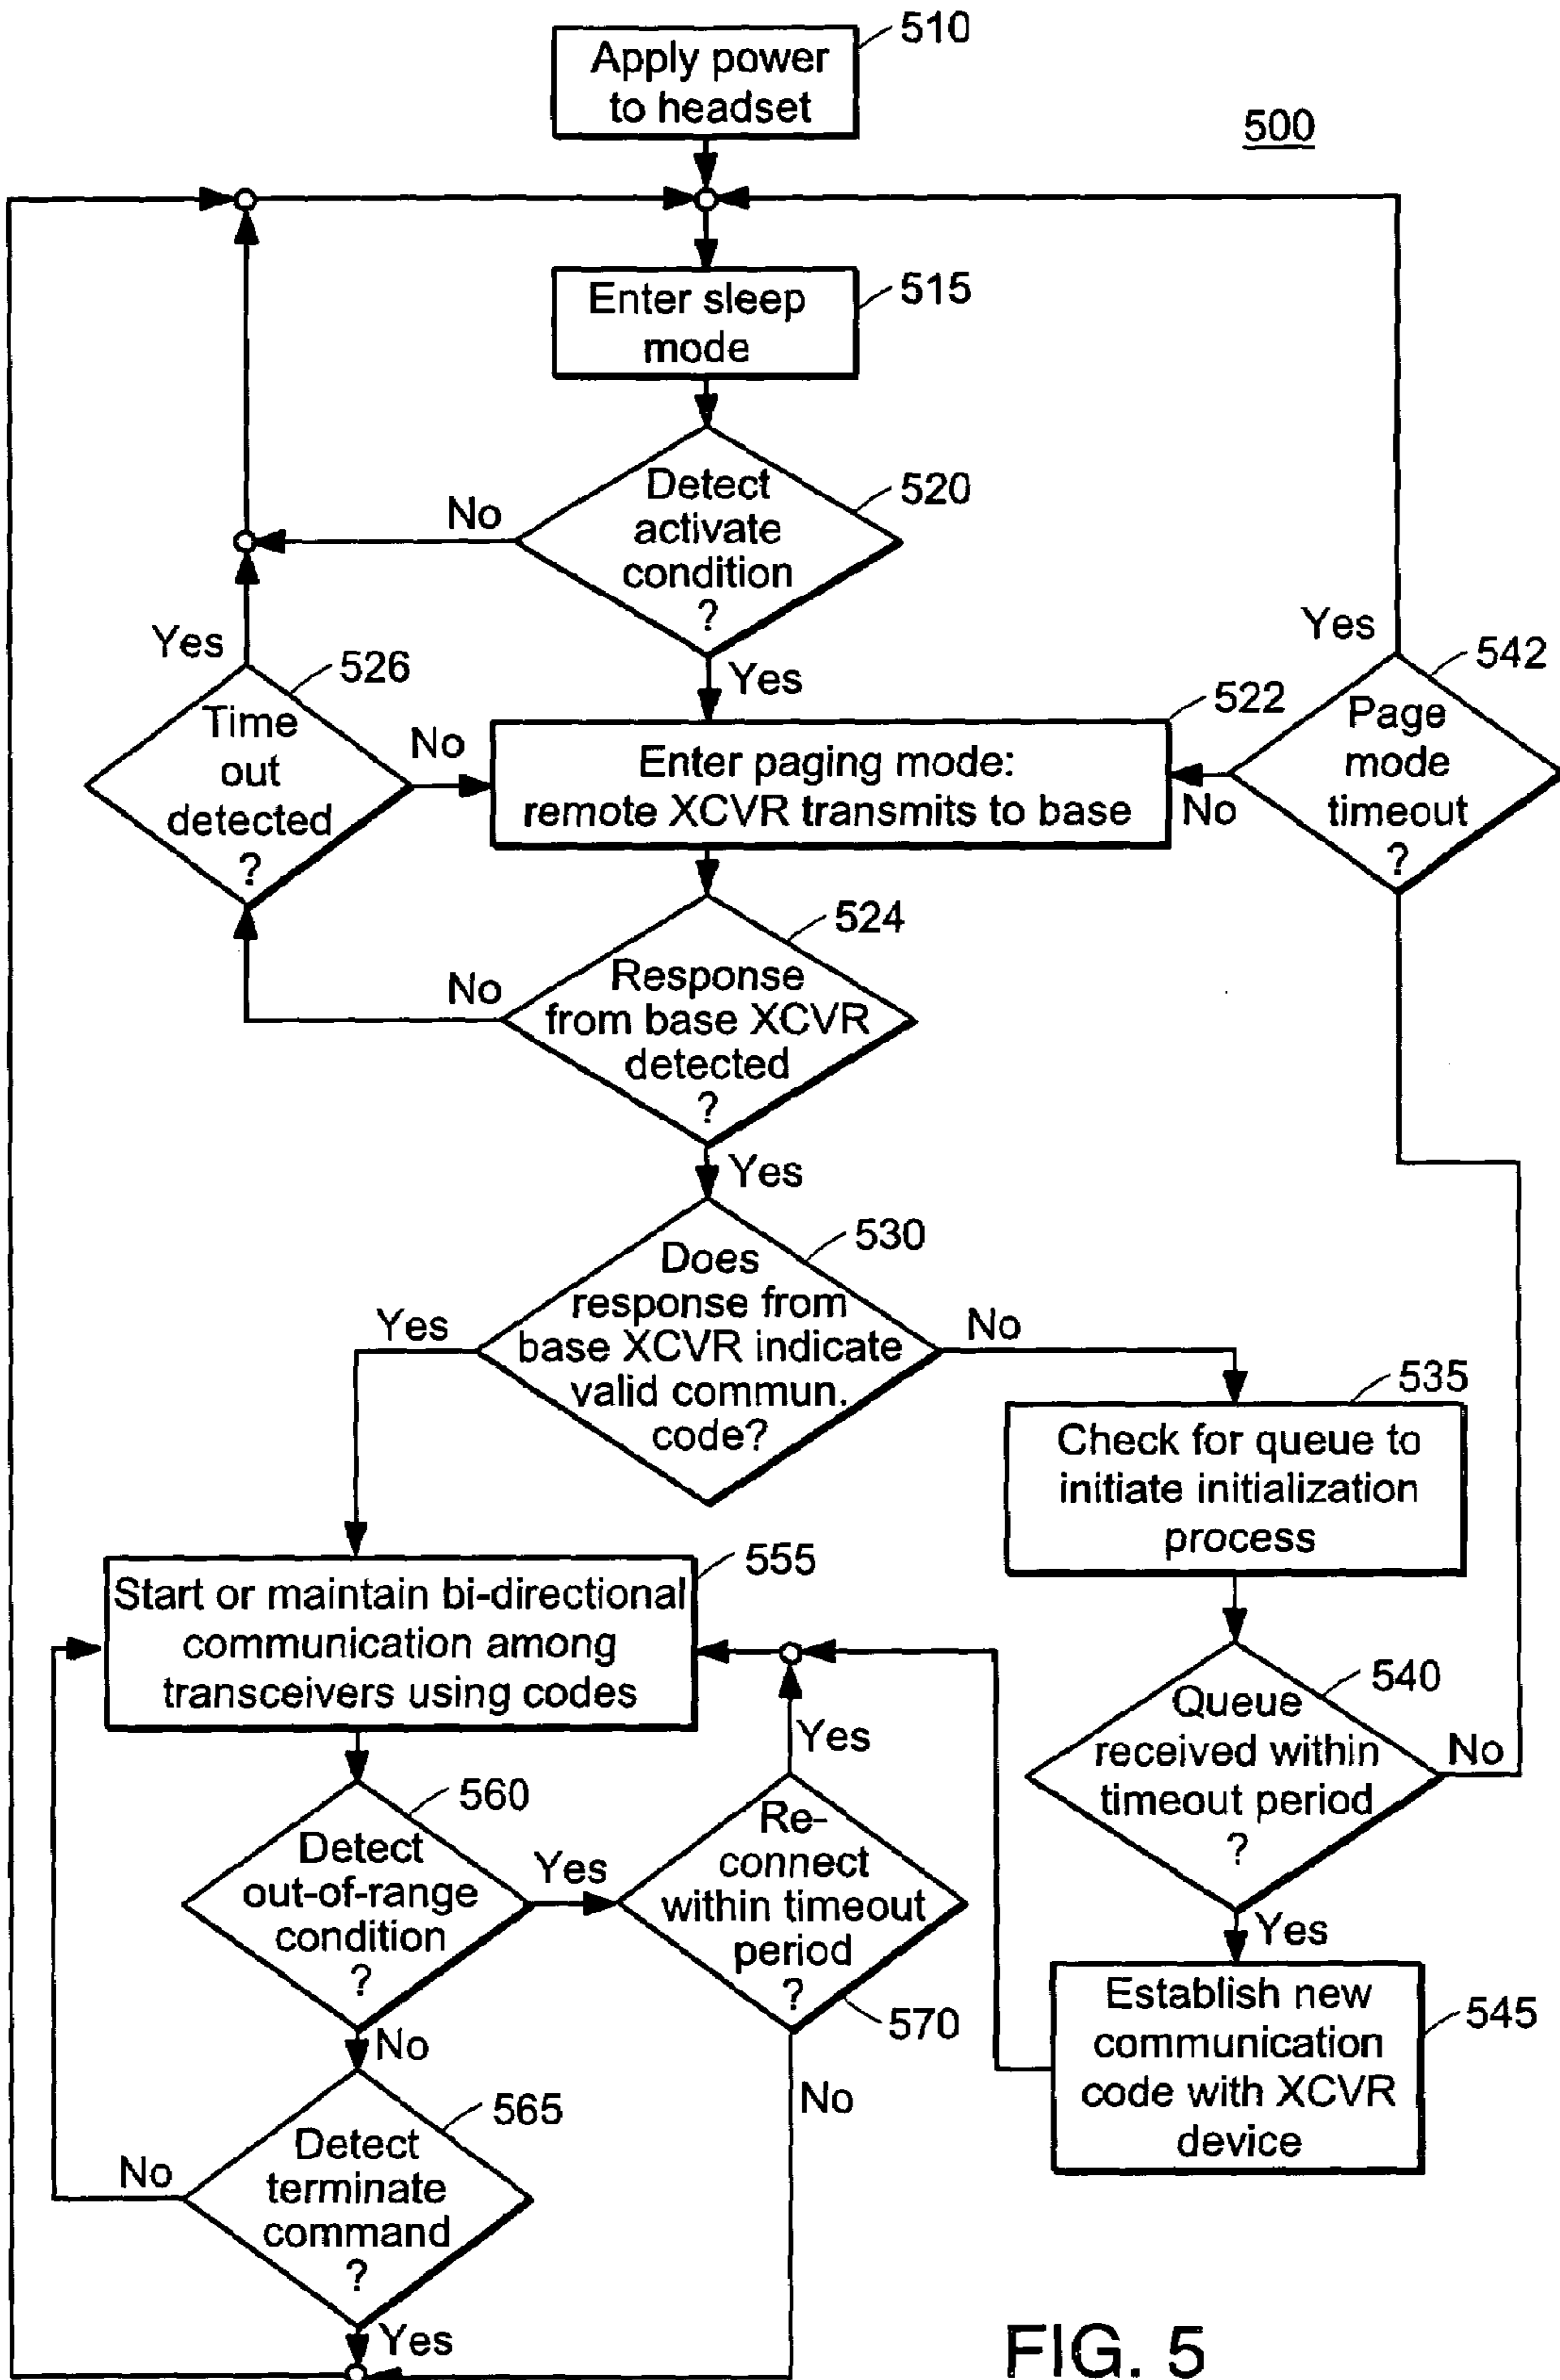 510
Apply power
to headset
500
515
Enter sleep
mode
520
Detect
activate
condition
?
No
Yes
Yes
526
Time
out
detected
?
No
522
Enter paging mode:
remote XCVR transmits to base
Yes
542
Page
mode
timeout
?
No
524
Response
from base XCVR
detected
?
No
Yes
530
Does
response from
base XCVR indicate
valid commun.
code?
Yes
No
535
Check for queue to
initiate initialization
process
555
Start or maintain bi-directional
communication among
transceivers using codes
540
Queue
received within
timeout period
?
No
Yes
560
Detect
out-of-range
condition
?
Yes
No
Yes
Re-
connect
within timeout
period
?
570
No
545
Establish new
communication
code with XCVR
device
565
Detect
terminate
command
?
No
Yes
FIG. 5